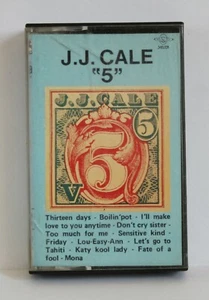 J.J. CALE
"5"
J.J. CALE
5
5
V
Thirteen days - Boilin'pot - I'll make
love to you anytime - Don't cry sister -
Too much for me - Sensitive kind -
Friday - Low-Easy-Ann - Let's go to
Tahiti - Katy kool lady - Fate of a
fool - Mona